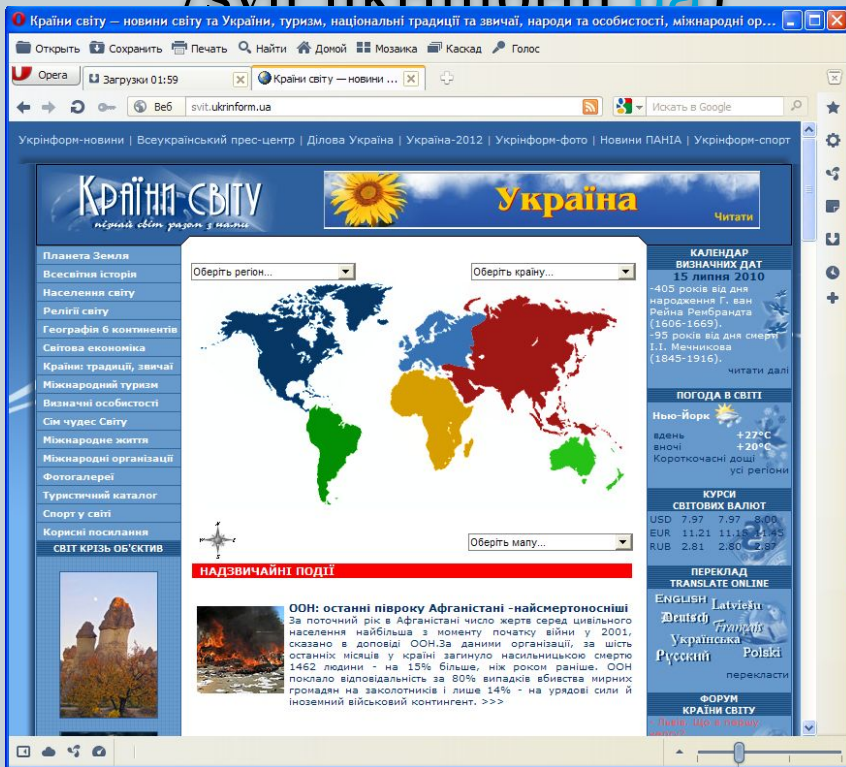 Країни світу — новини світу та України, туризм, національні традиції та звичаї, народи та особистості, міжнародні ор...
Открыть Сохранить Печать Найти Домой Мозаика Каскад Голос
Opera
Загрузки 01:59
Країни світу — новини ...
Веб
svit.ukrinform.ua
Искать в Google
Укрінформ-новини | Всеукраїнський прес-центр | Ділова Україна | Україна-2012 | Укрінформ-фото | Новини ПАНІА | Укрінформ-спорт
Країни світу
пізнай світ разом з нами
Україна
Читати
Планета Земля
Всесвітня історія
Населення світу
Релігії світу
Географія 6 континентів
Світова економіка
Країни: традиції, звичаї
Міжнародний туризм
Визначні особистості
Сім чудес Світу
Міжнародне життя
Міжнародні організації
Фотогалереї
Туристичний каталог
Спорт у світі
Корисні посилання
СВІТ КРІЗЬ ОБ'ЄКТИВ
Оберіть регіон...
Оберіть країну...
Оберіть мапу...
НАДЗВИЧАЙНІ ПОДІЇ
ООН: останні півроку Афганістані -найсмертоносніші
За поточний рік в Афганістані число жертв серед цивільного
населення найбільша з моменту початку війни у 2001,
сказано в доповіді ООН.За даними організації, за шість
останніх місяців у країні загинуло насильницькою смертю
1462 людини - на 15% більше, ніж роком раніше. ООН
поклало відповідальність за 80% випадків вбивства мирних
громадян на заколотників і лише 14% - на урядові сили й
іноземний військовий контингент. >>>
КАЛЕНДАР
ВИЗНАЧНИХ ДАТ
15 липня 2010
-405 років від дня
народження Г. ван
Рейна Рембрандта
(1606-1669).
-95 років від дня смерті
І.І. Мечникова
(1845-1916).
читати далі
ПОГОДА В СВІТІ
Нью-Йорк
вдень +27°C
вночі +20°C
Короткочасні дощі
усі регіони
КУРСИ
СВІТОВИХ ВАЛЮТ
USD 7.97 7.97 8.00
EUR 11.21 11.15 11.45
RUB 2.81 2.80 2.87
ПЕРЕКЛАД
TRANSLATE ONLINE
English
Latviešu
Deutsch
Français
Українська
Русский
Polski
перекласти
ФОРУМ
КРАЇНИ СВІТУ